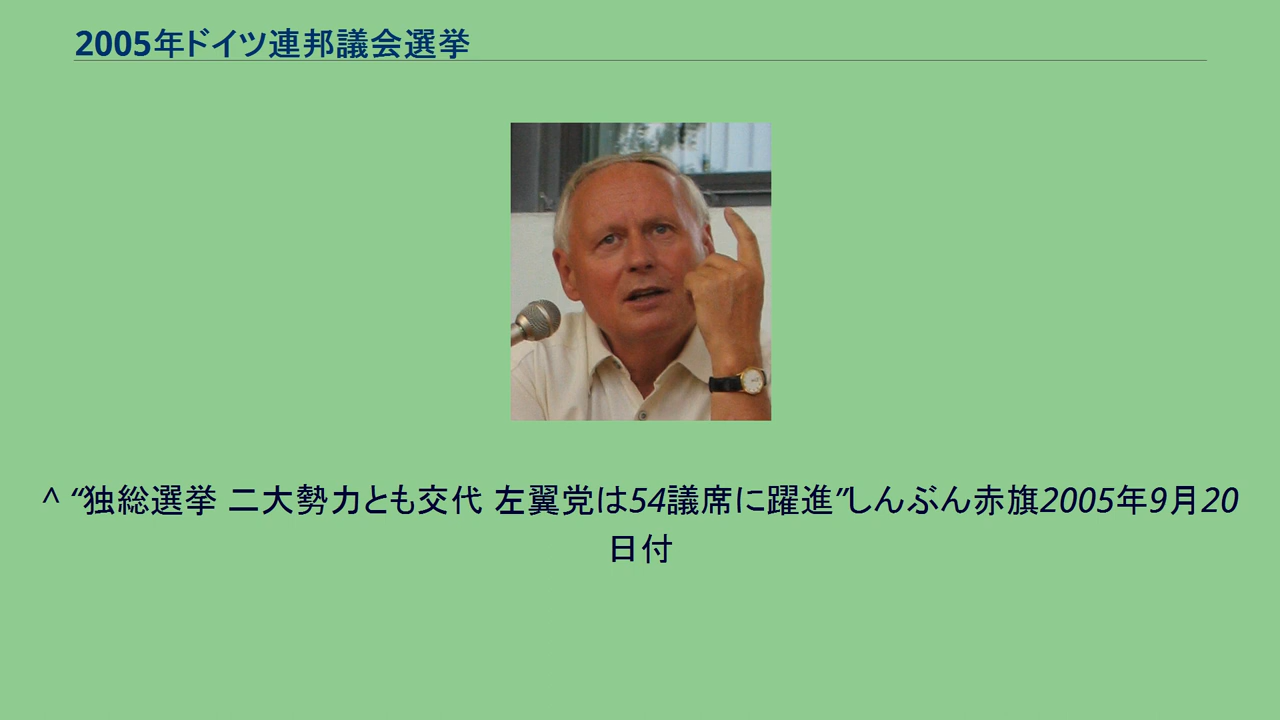 2005年ドイツ連邦議会選挙
^ “独総選挙 二大勢力とも交代 左翼党は54議席に躍進”しんぶん赤旗2005年9月20
日付